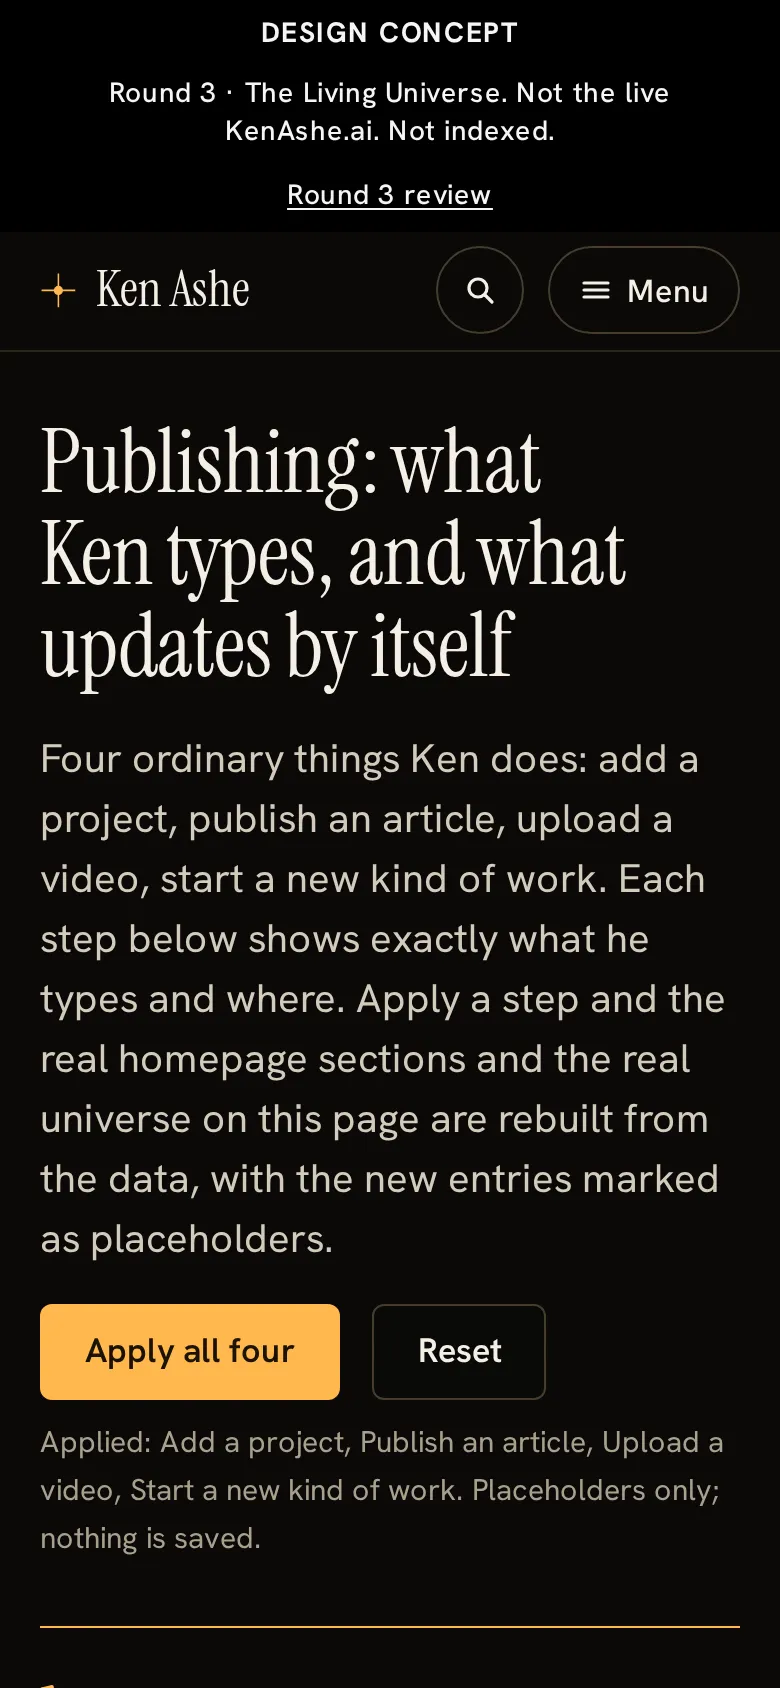 DESIGN CONCEPT
Round 3 · The Living Universe. Not the live
KenAshe.ai. Not indexed.
Round 3 review
Ken Ashe
Menu
Publishing: what
Ken types, and what
updates by itself
Four ordinary things Ken does: add a
project, publish an article, upload a
video, start a new kind of work. Each
step below shows exactly what he
types and where. Apply a step and the
real homepage sections and the real
universe on this page are rebuilt from
the data, with the new entries marked
as placeholders.
Apply all four
Reset
Applied: Add a project, Publish an article, Upload a
video, Start a new kind of work. Placeholders only;
nothing is saved.